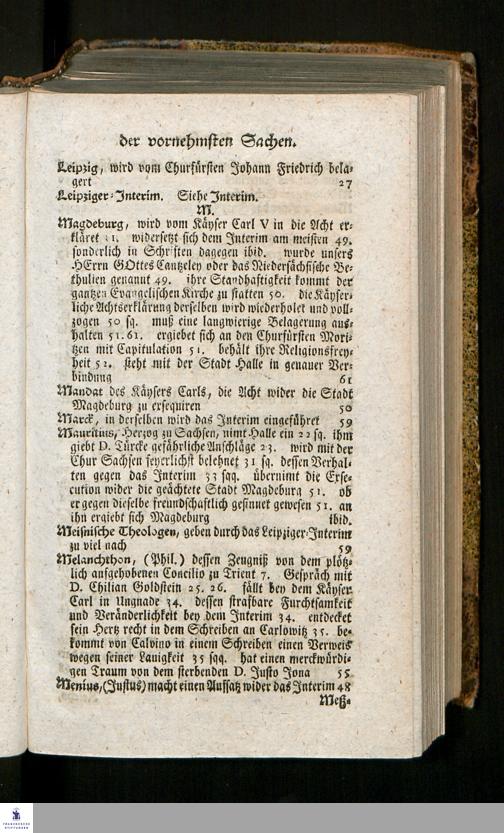 der vornehmsten Sachen.
Leipzig, wird vom Churfürsten Johann Friedrich bela-
gert 27
Leipziger-Interim. Siehe Interim.
M.
Magdeburg, wird vom Käyser Carl V in die Acht er-
kläret 21. widersetzt sich dem Interim am meisten 49.
sonderlich in Schriften dagegen ibid. wurde unsers
HErrn GOttes Cantzeley oder das Niedersächsische Be-
thulien genannt 49. ihre Standhaftigkeit kommt der
gantzen Evangelischen Kirche zu statten 50. die Käyser-
liche Achtserklärung derselben wird wiederholet und voll-
zogen 50 sq. muß eine langwierige Belagerung aus-
halten 51. 61. ergiebet sich an den Churfürsten Mori-
tzen mit Capitulation 51. behält ihre Religionsfrey-
heit 52. steht mit der Stadt Halle in genauer Ver-
bindung 61
Mandat des Käysers Carls, die Acht wider die Stadt
Magdeburg zu exsequiren 50
Marck, in derselben wird das Interim eingeführet 59
Mauritius, Herzog zu Sachsen, nimt Halle ein 22 sq. ihm
giebt D. Türcke gefährliche Anschläge 23. wird mit der
Chur Sachsen feyerlichst belehnet 31 sq. dessen Verhal-
ten gegen das Interim 33 sqq. übernimt die Exse-
cution wider die geächtete Stadt Magdeburg 51. ob
er gegen dieselbe freundschaftlich gesinnet gewesen 51. an
ihn ergiebt sich Magdeburg ibid.
Meisnische Theologen, geben durch das Leipziger-Interim
zu viel nach 59
Melanchthon, (Phil.) dessen Zeugniß von dem plötz-
lich aufgehobenen Concilio zu Trient 7. Gespräch mit
D. Chilian Goldstein 25. 26. fällt bey dem Käyser
Carl in Ungnade 34. dessen strafbare Furchtsamkeit
und Veränderlichkeit bey dem Interim 34. entdecket
sein Hertz recht in dem Schreiben an Carlowitz 35. be-
kommt von Calvino in einem Schreiben einen Verweis
wegen seiner Lauigkeit 35 sqq. hat einen merckwürdi-
gen Traum von dem sterbenden D. Justo Jona 55
Menius, (Justus) macht einen Aufsatz wider das Interim 48
Meß-
FRANCKESCHE
STIFTUNGEN